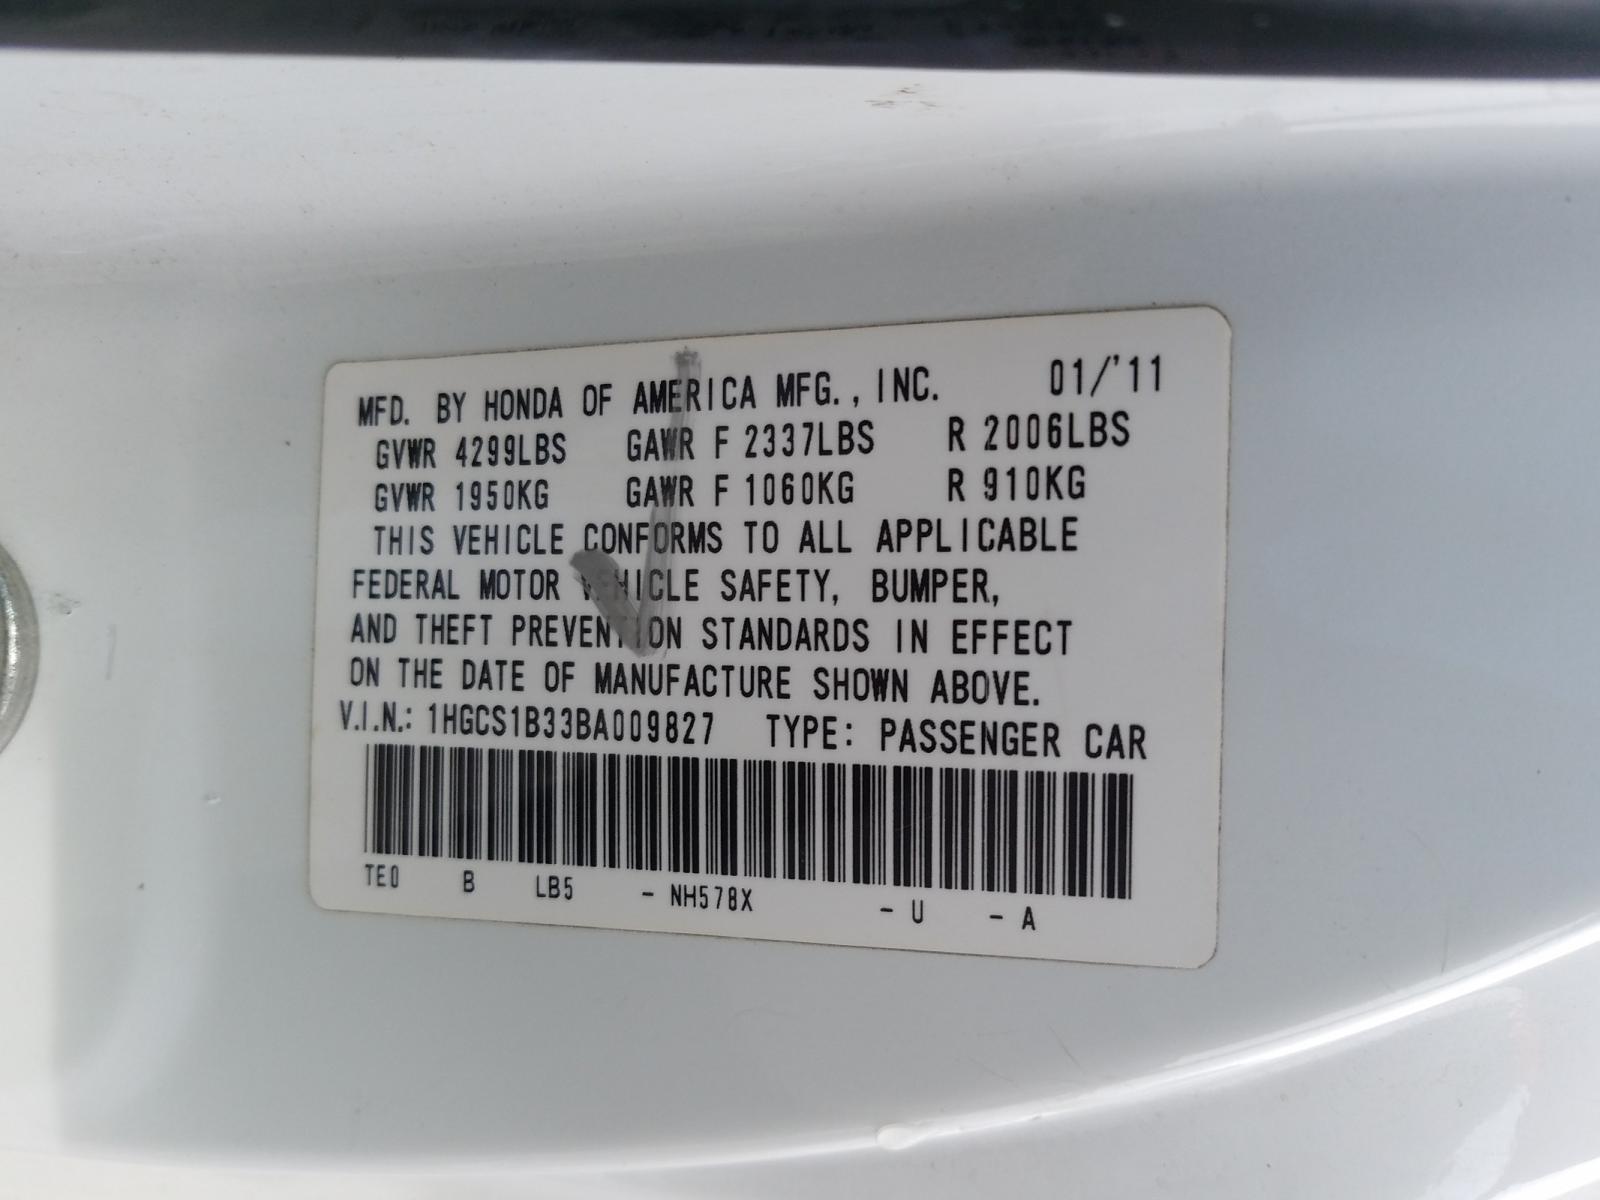 MFD. BY HONDA OF AMERICA MFG., INC. 01/'11
GVWR 4299LBS GAWR F 2337LBS R 2006LBS
GVWR 1950KG GAWR F 1060KG R 910KG
THIS VEHICLE CONFORMS TO ALL APPLICABLE
FEDERAL MOTOR VEHICLE SAFETY, BUMPER,
AND THEFT PREVENTION STANDARDS IN EFFECT
ON THE DATE OF MANUFACTURE SHOWN ABOVE.
V.I.N.: 1HGCS1B33BA009827 TYPE: PASSENGER CAR
TE0 B LB5 - NH578X - U - A